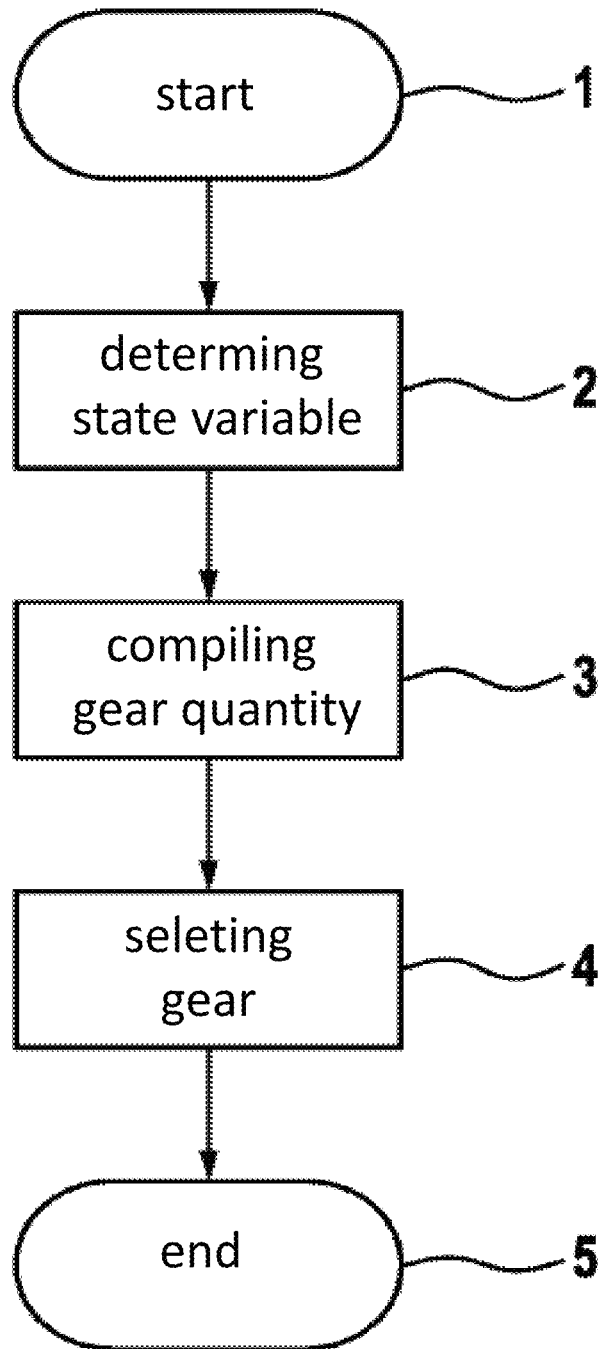 start
1
determing
state variable
2
compiling
gear quantity
3
seleting
gear
4
end
5